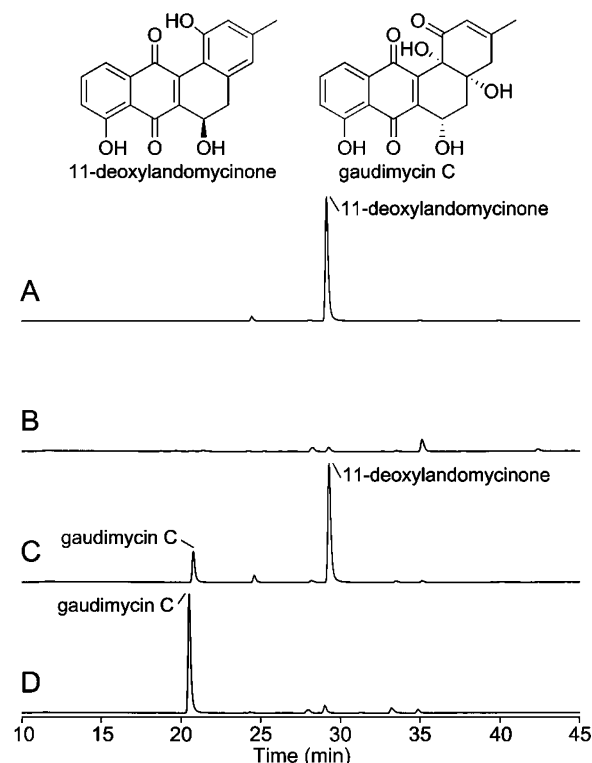 HO O O HO
O OH
OH O OH OH O OH
11-deoxylandomycinone gaudimycin C
11-deoxylandomycinone
A
B
11-deoxylandomycinone
gaudimycin C
C
gaudimycin C
D
10 15 20 25 30 35 40 45
Time (min)